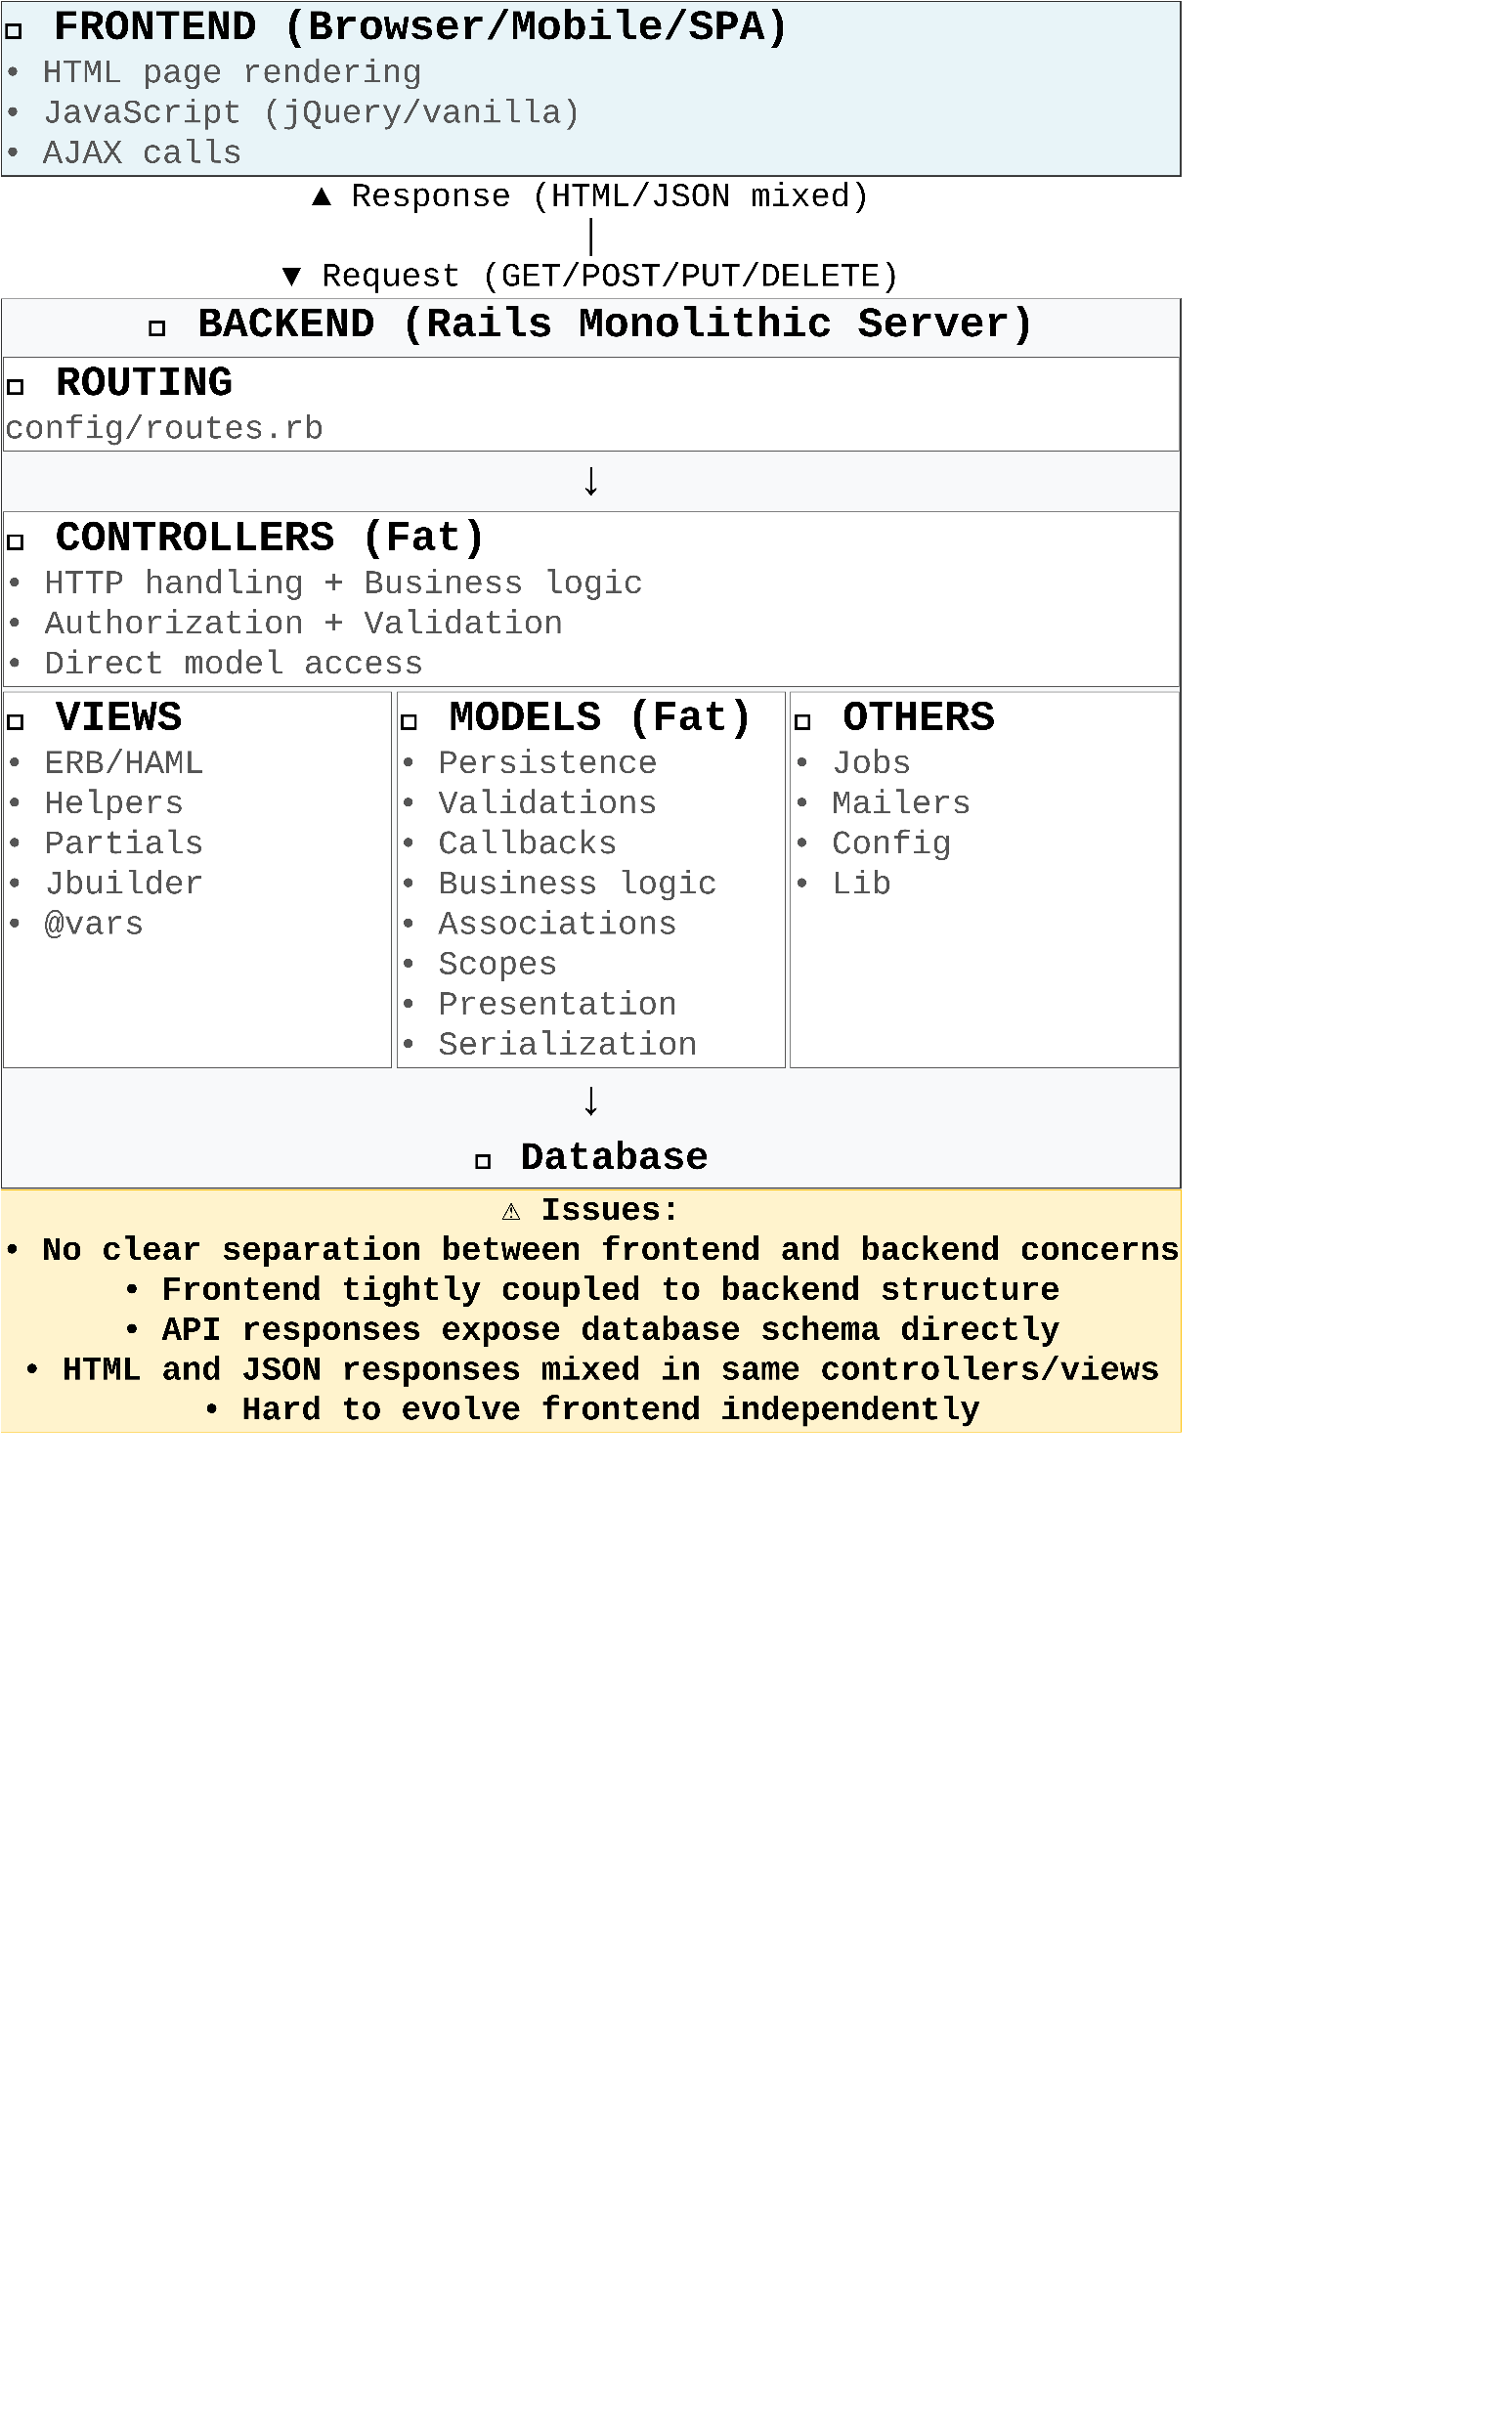 FRONTEND (Browser/Mobile/SPA)
• HTML page rendering
• JavaScript (jQuery/vanilla)
• AJAX calls
▲ Response (HTML/JSON mixed)
│
▼ Request (GET/POST/PUT/DELETE)
BACKEND (Rails Monolithic Server)
ROUTING
config/routes.rb
↓
CONTROLLERS (Fat)
• HTTP handling + Business logic
• Authorization + Validation
• Direct model access
VIEWS
• ERB/HAML
• Helpers
• Partials
• Jbuilder
• @vars
MODELS (Fat)
• Persistence
• Validations
• Callbacks
• Business logic
• Associations
• Scopes
• Presentation
• Serialization
OTHERS
• Jobs
• Mailers
• Config
• Lib
↓
Database
⚠ Issues:
• No clear separation between frontend and backend concerns
• Frontend tightly coupled to backend structure
• API responses expose database schema directly
• HTML and JSON responses mixed in same controllers/views
• Hard to evolve frontend independently